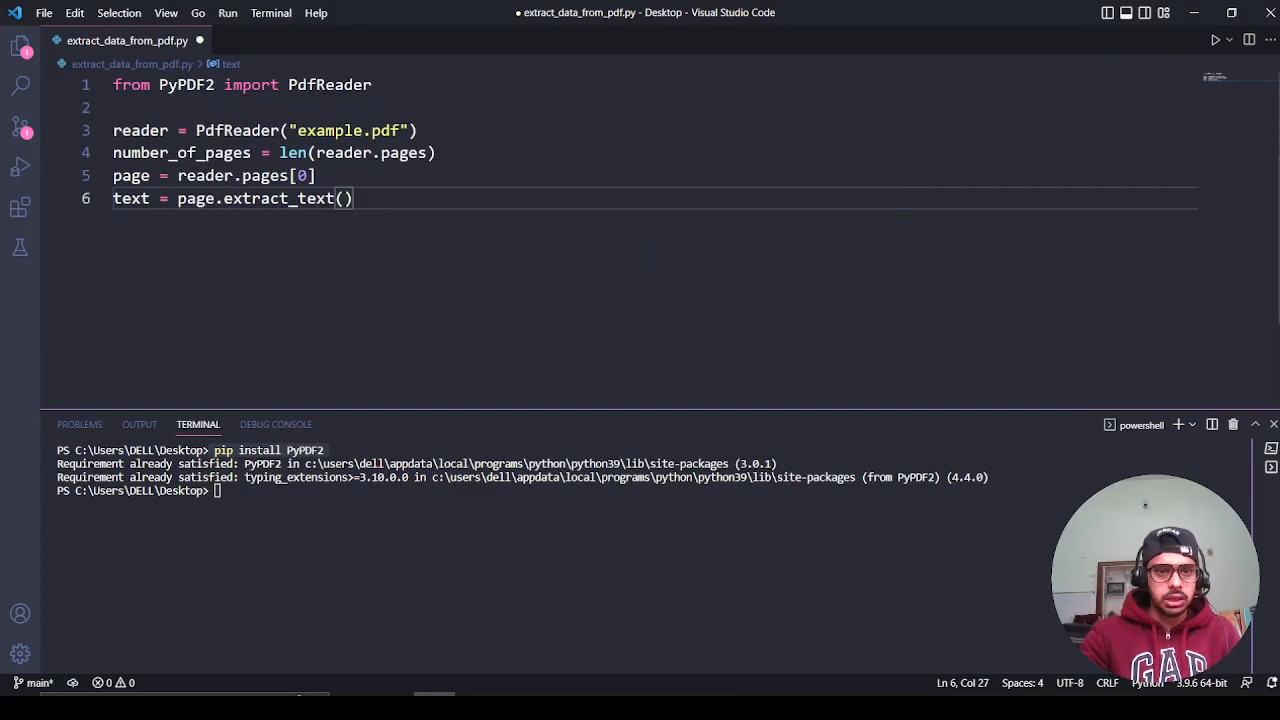 File Edit Selection View Go Run Terminal Help
● extract_data_from_pdf.py - Desktop - Visual Studio Code
extract_data_from_pdf.py
extract_data_from_pdf.py > text
1 from PyPDF2 import PdfReader
2
3 reader = PdfReader("example.pdf")
4 number_of_pages = len(reader.pages)
5 page = reader.pages[0]
6 text = page.extract_text()
1
1
PROBLEMS OUTPUT TERMINAL DEBUG CONSOLE
powershell
PS C:\Users\DELL\Desktop> pip install PyPDF2
Requirement already satisfied: PyPDF2 in c:\users\dell\appdata\local\programs\python\python39\lib\site-packages (3.0.1)
Requirement already satisfied: typing_extensions>=3.10.0.0 in c:\users\dell\appdata\local\programs\python\python39\lib\site-packages (from PyPDF2) (4.4.0)
PS C:\Users\DELL\Desktop>
GAP
main* 0 0 Ln 6, Col 27 Spaces: 4 UTF-8 CRLF Python 3.9.6 64-bit